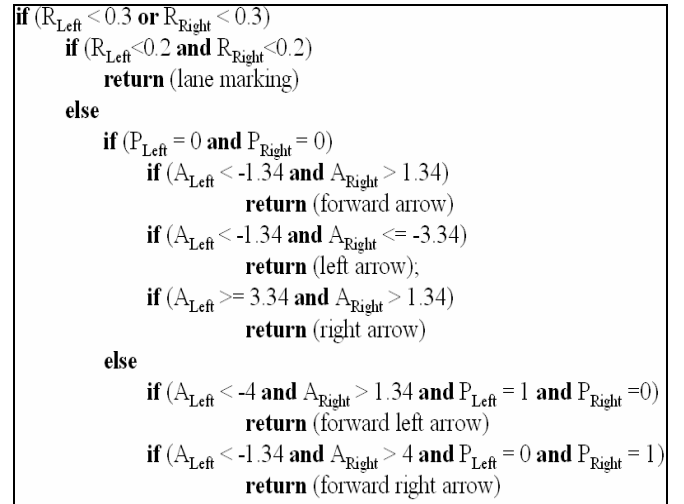 if (R_Left < 0.3 or R_Right < 0.3)
if (R_Left<0.2 and R_Right<0.2)
return (lane marking)
else
if (P_Left = 0 and P_Right = 0)
if (A_Left < -1.34 and A_Right > 1.34)
return (forward arrow)
if (A_Left < -1.34 and A_Right <= -3.34)
return (left arrow);
if (A_Left >= 3.34 and A_Right > 1.34)
return (right arrow)
else
if (A_Left < -4 and A_Right > 1.34 and P_Left = 1 and P_Right =0)
return (forward left arrow)
if (A_Left < -1.34 and A_Right > 4 and P_Left = 0 and P_Right = 1)
return (forward right arrow)